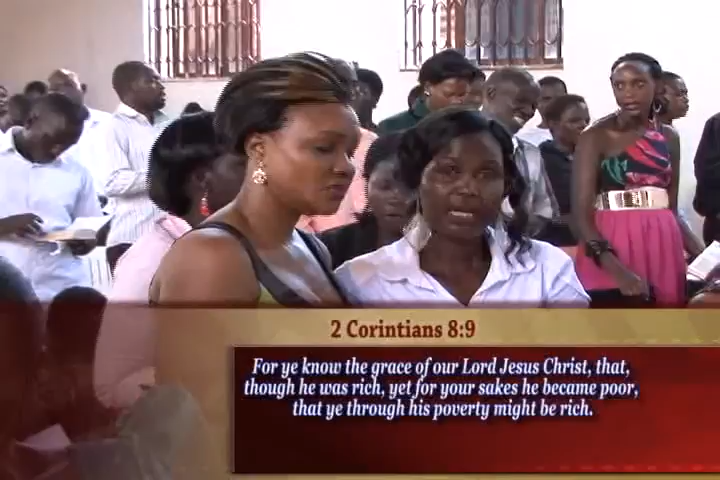 2 Corinthians 8:9
For ye know the grace of our Lord Jesus Christ, that,
though he was rich, yet for your sakes he became poor,
that ye through his poverty might be rich.